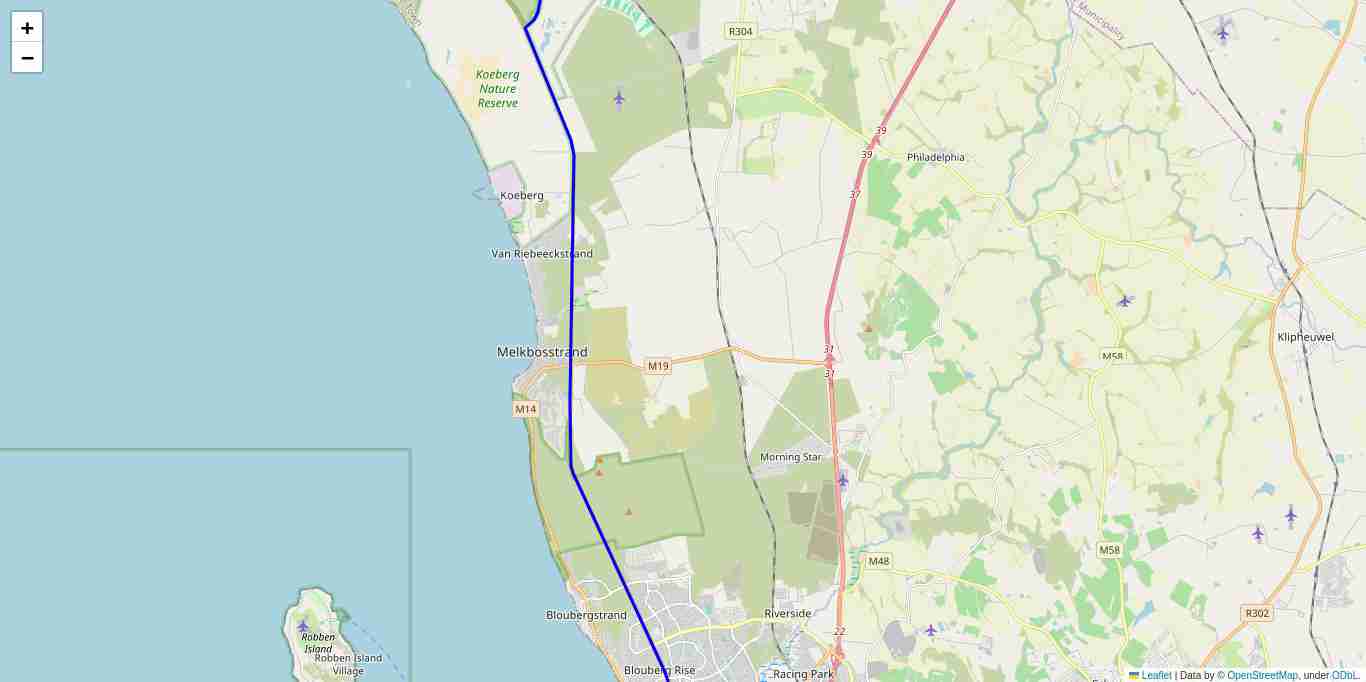 +
−
Town
Municipality
R304
Koeberg
Nature
Reserve
39
39
Philadelphia
37
Koeberg
Van Riebeeckstrand
Klipheuwel
31
M58
Melkbosstrand
M19
31
M14
Morning Star
M58
M48
R302
Bloubergstrand
Riverside
22
Robben
Island
Robben Island
Village
Blouberg Rise
Racing Park
Leaflet | Data by © OpenStreetMap, under ODbL.